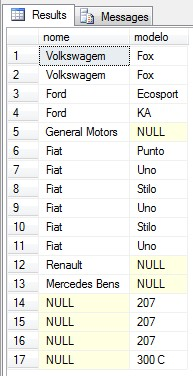 Results Messages
nome modelo
1 Volkswagem Fox
2 Volkswagem Fox
3 Ford Ecosport
4 Ford KA
5 General Motors NULL
6 Fiat Punto
7 Fiat Uno
8 Fiat Stilo
9 Fiat Uno
10 Fiat Stilo
11 Fiat Uno
12 Renault NULL
13 Mercedes Bens NULL
14 NULL 207
15 NULL 207
16 NULL 207
17 NULL 300 C